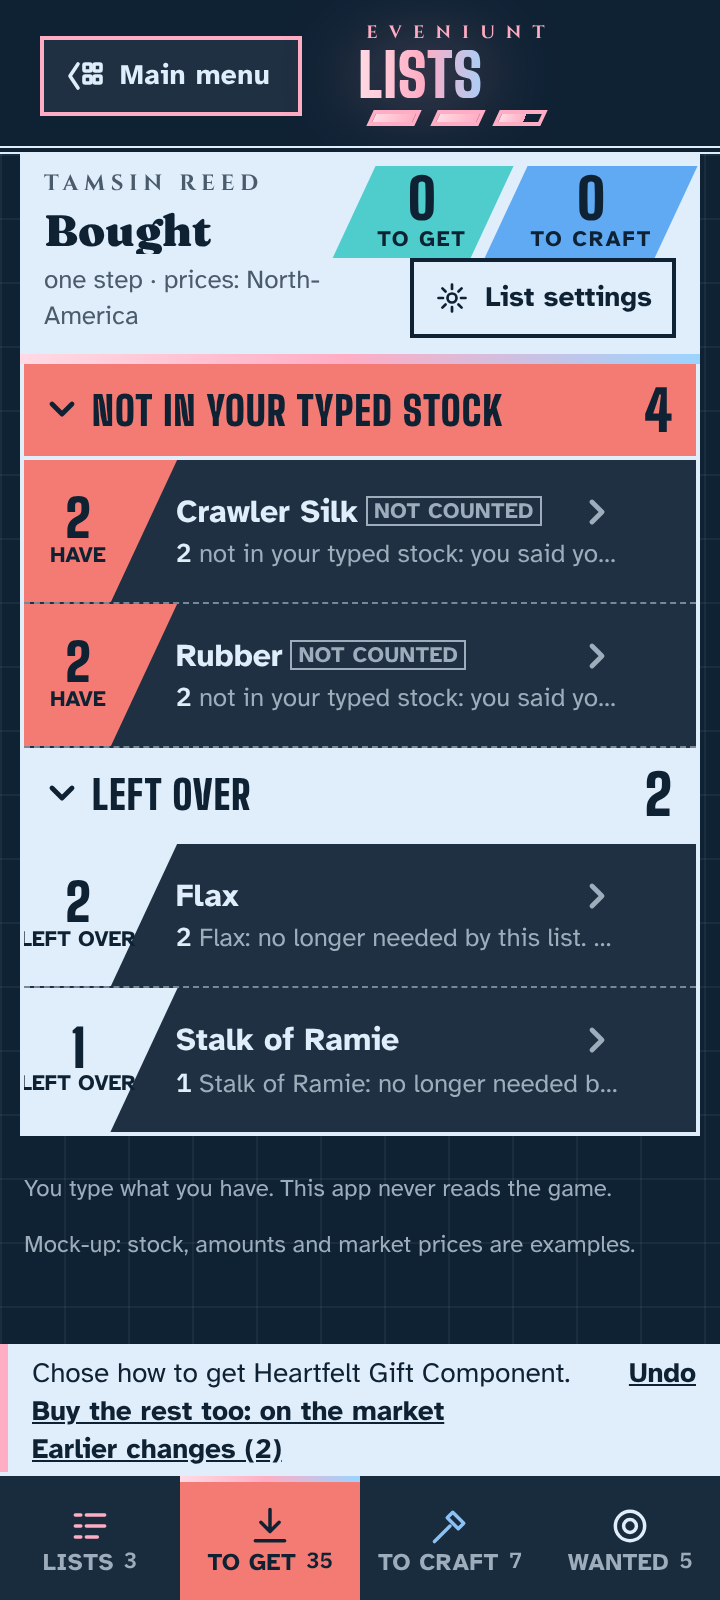 EVENIUNT
Main menu
LISTS
TAMSIN REED
Bought
one step · prices: North-
America
0
TO GET
0
TO CRAFT
List settings
NOT IN YOUR TYPED STOCK 4
2
HAVE
Crawler Silk NOT COUNTED
2 not in your typed stock: you said yo...
2
HAVE
Rubber NOT COUNTED
2 not in your typed stock: you said yo...
LEFT OVER 2
2
LEFT OVER
Flax
2 Flax: no longer needed by this list. ...
1
LEFT OVER
Stalk of Ramie
1 Stalk of Ramie: no longer needed b...
You type what you have. This app never reads the game.
Mock-up: stock, amounts and market prices are examples.
Chose how to get Heartfelt Gift Component. Undo
Buy the rest too: on the market
Earlier changes (2)
LISTS 3
TO GET 35
TO CRAFT 7
WANTED 5